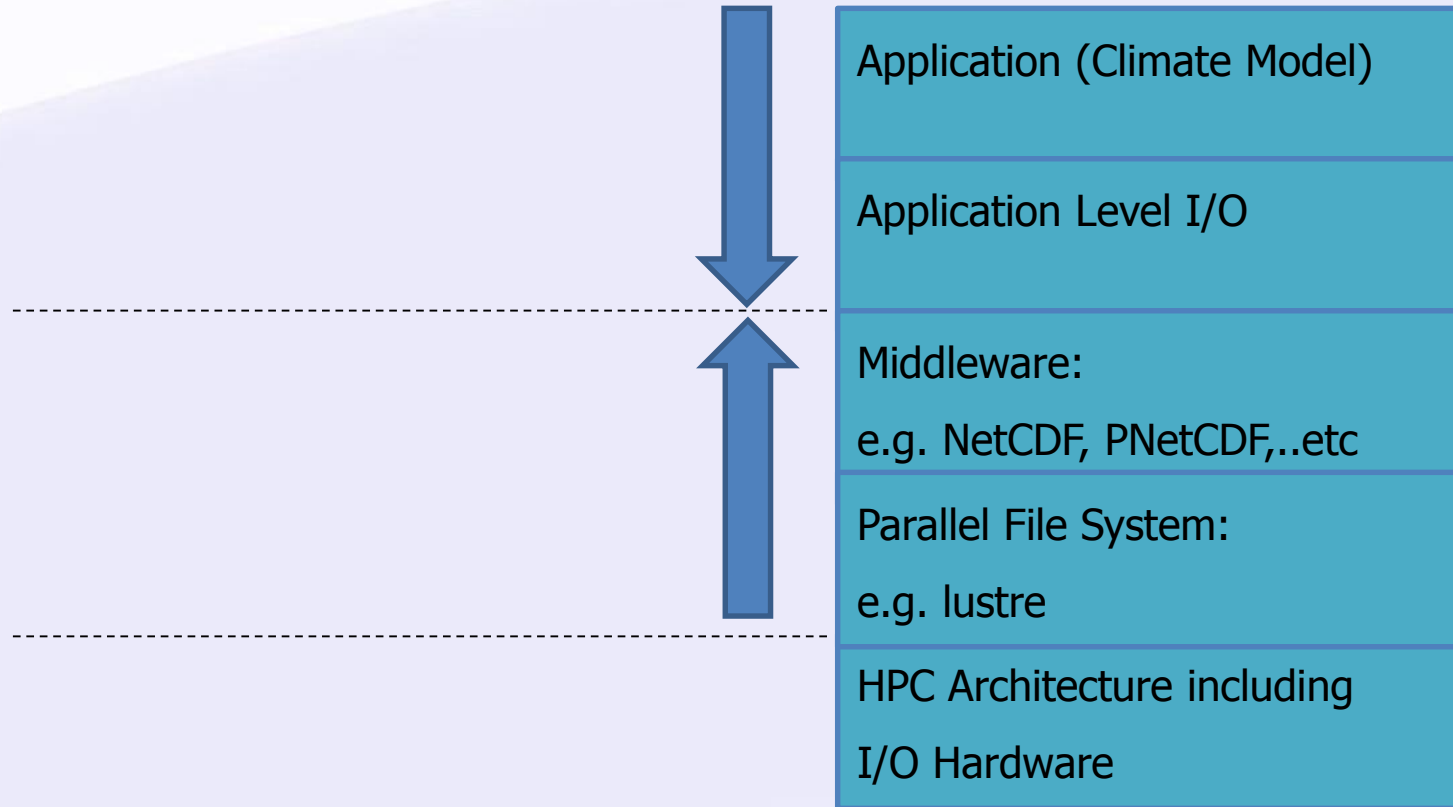 Application (Climate Model)
Application Level I/O
Middleware:
e.g. NetCDF, PNetCDF,..etc
Parallel File System:
e.g. lustre
HPC Architecture including
I/O Hardware